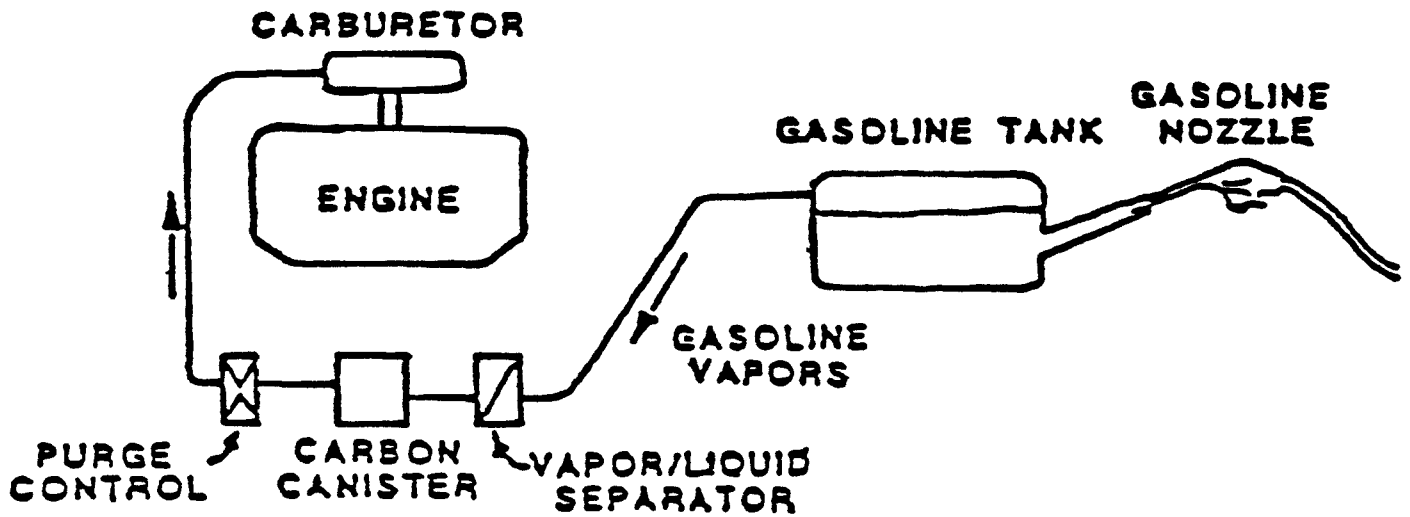 CARBURETOR
ENGINE
GASOLINE TANK
GASOLINE
NOZZLE
GASOLINE
VAPORS
PURGE
CONTROL
CARBON
CANISTER
VAPOR/LIQUID
SEPARATOR